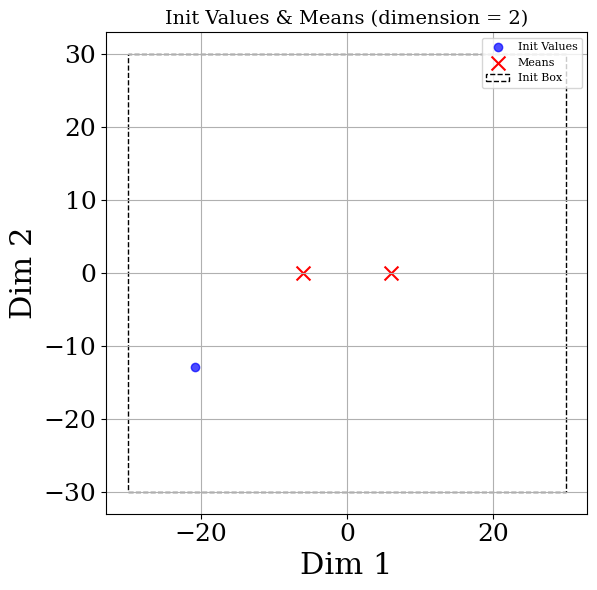 Init Values & Means (dimension = 2)
Init Values
Means
Init Box
30
20
10
0
−10
−20
−30
Dim 2
−20
0
20
Dim 1